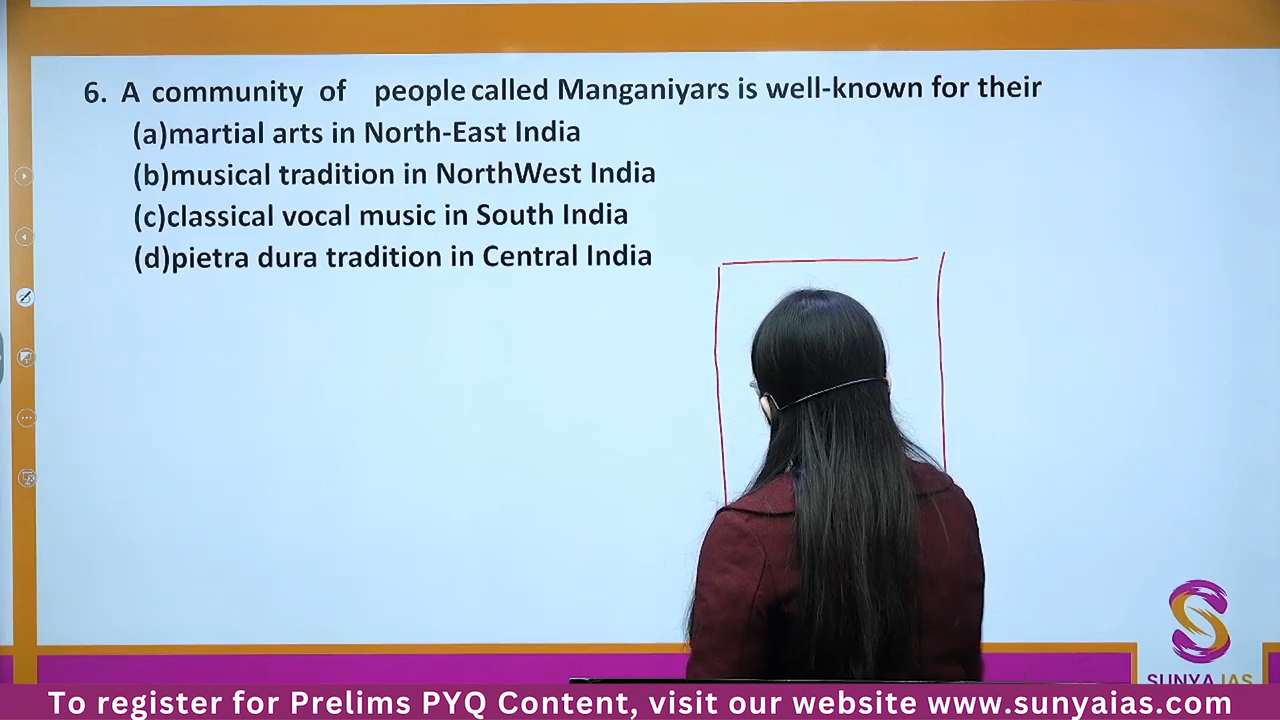 6. A community of people called Manganiyars is well-known for their
(a)martial arts in North-East India
(b)musical tradition in NorthWest India
(c)classical vocal music in South India
(d)pietra dura tradition in Central India
SUNYA IAS
To register for Prelims PYQ Content, visit our website www.sunyaias.com